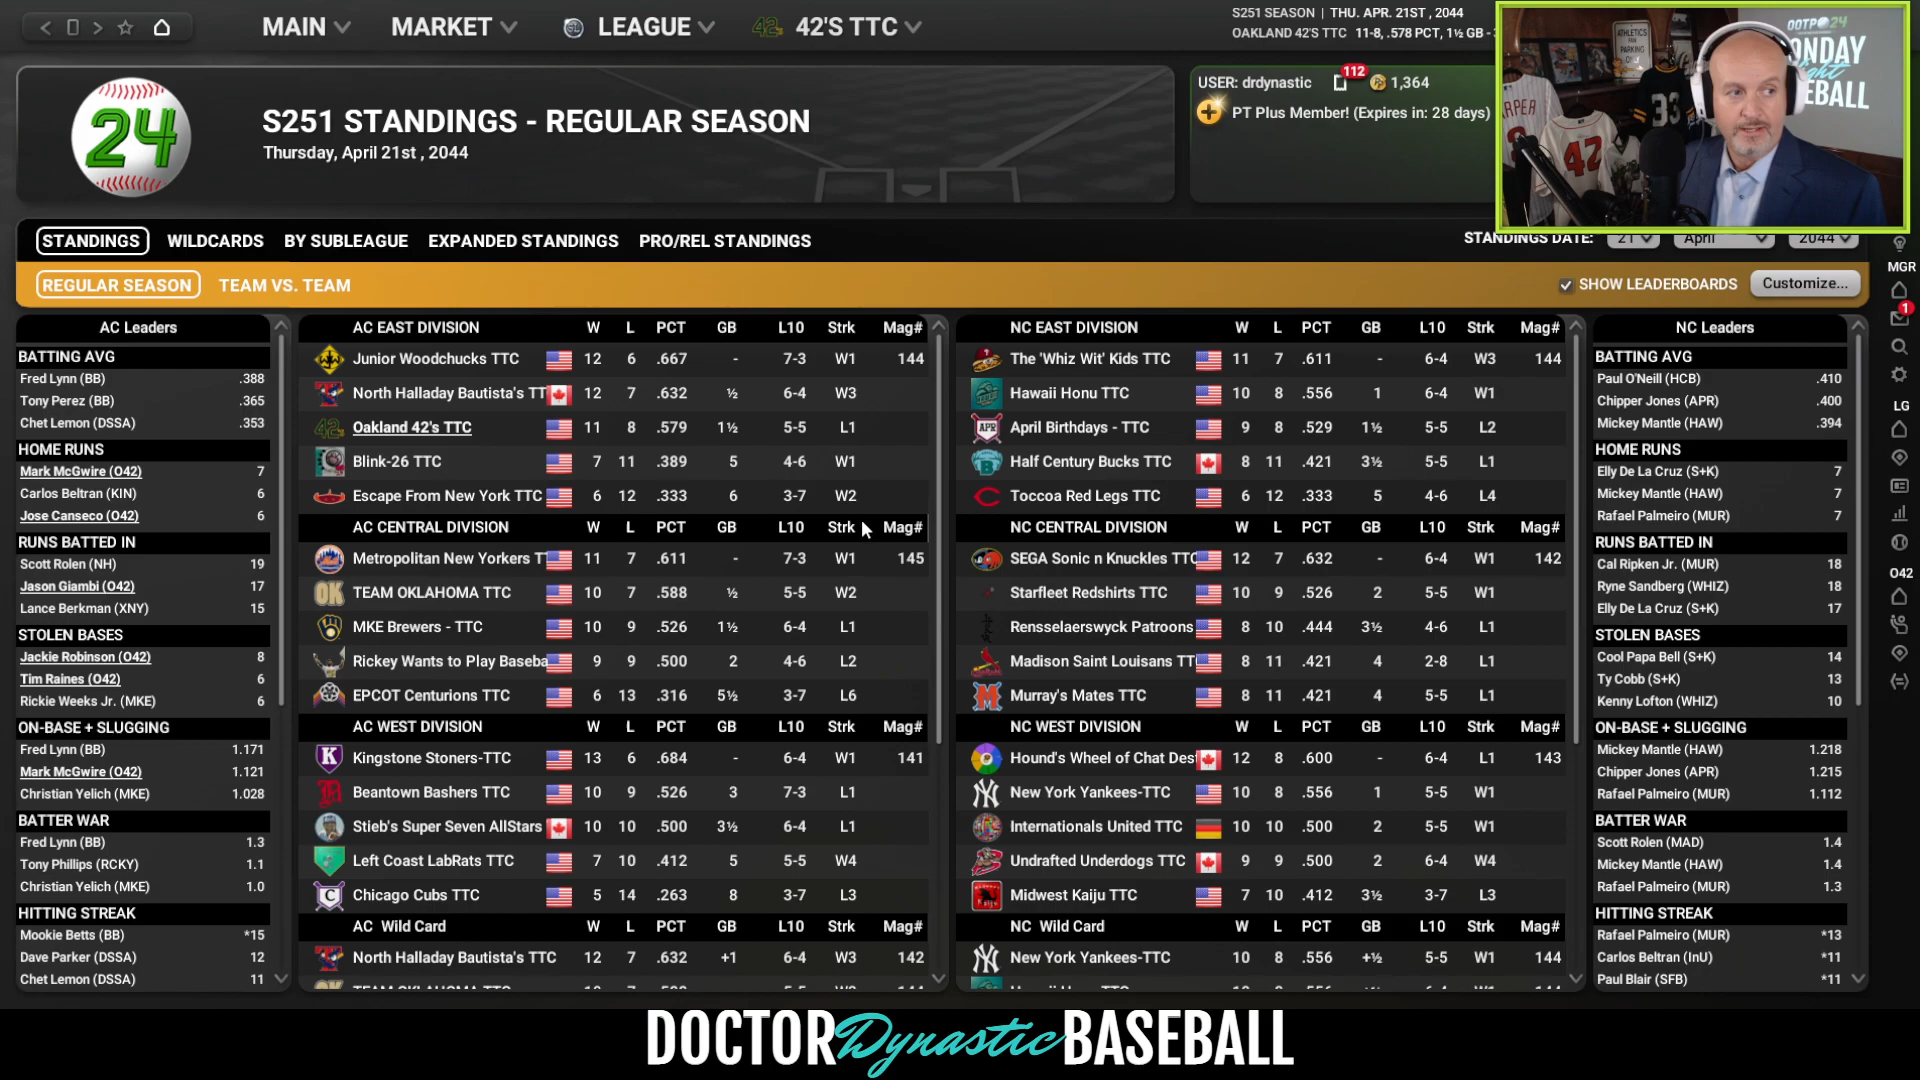 MAIN
MARKET
LEAGUE
42'S TTC
S251 SEASON | THU. APR. 21ST , 2044
OAKLAND 42'S TTC 11-8, .578 PCT, 1½ GB -
24
S251 STANDINGS - REGULAR SEASON
Thursday, April 21st , 2044
USER: drdynastic 112 1,364
PT Plus Member! (Expires in: 28 days)
ATHLETICS
FAN
PARKING
ONLY
OOTP 24
ONDAY
ight
EBALL
33
42
STANDINGS WILDCARDS BY SUBLEAGUE EXPANDED STANDINGS PRO/REL STANDINGS
STANDINGS DATE: 21 April 2044
REGULAR SEASON TEAM VS. TEAM
SHOW LEADERBOARDS Customize...
AC Leaders
BATTING AVG
Fred Lynn (BB) .388
Tony Perez (BB) .365
Chet Lemon (DSSA) .353
HOME RUNS
Mark McGwire (O42) 7
Carlos Beltran (KIN) 6
Jose Canseco (O42) 6
RUNS BATTED IN
Scott Rolen (NH) 19
Jason Giambi (O42) 17
Lance Berkman (XNY) 15
STOLEN BASES
Jackie Robinson (O42) 8
Tim Raines (O42) 6
Rickie Weeks Jr. (MKE) 6
ON-BASE + SLUGGING
Fred Lynn (BB) 1.171
Mark McGwire (O42) 1.121
Christian Yelich (MKE) 1.028
BATTER WAR
Fred Lynn (BB) 1.3
Tony Phillips (RCKY) 1.1
Christian Yelich (MKE) 1.0
HITTING STREAK
Mookie Betts (BB) *15
Dave Parker (DSSA) 12
Chet Lemon (DSSA) 11
AC EAST DIVISION W L PCT GB L10 Strk Mag#
Junior Woodchucks TTC 12 6 .667 - 7-3 W1 144
North Halladay Bautista's TT 12 7 .632 ½ 6-4 W3
Oakland 42's TTC 11 8 .579 1½ 5-5 L1
Blink-26 TTC 7 11 .389 5 4-6 W1
Escape From New York TTC 6 12 .333 6 3-7 W2
AC CENTRAL DIVISION W L PCT GB L10 Strk Mag#
Metropolitan New Yorkers T 11 7 .611 - 7-3 W1 145
TEAM OKLAHOMA TTC 10 7 .588 ½ 5-5 W2
MKE Brewers - TTC 10 9 .526 1½ 6-4 L1
Rickey Wants to Play Baseba 9 9 .500 2 4-6 L2
EPCOT Centurions TTC 6 13 .316 5½ 3-7 L6
AC WEST DIVISION W L PCT GB L10 Strk Mag#
Kingstone Stoners-TTC 13 6 .684 - 6-4 W1 141
Beantown Bashers TTC 10 9 .526 3 7-3 L1
Stieb's Super Seven AllStars 10 10 .500 3½ 6-4 L1
Left Coast LabRats TTC 7 10 .412 5 5-5 W4
Chicago Cubs TTC 5 14 .263 8 3-7 L3
AC Wild Card W L PCT GB L10 Strk Mag#
North Halladay Bautista's TTC 12 7 .632 +1 6-4 W3 142
NC EAST DIVISION W L PCT GB L10 Strk Mag#
The 'Whiz Wit' Kids TTC 11 7 .611 - 6-4 W3 144
Hawaii Honu TTC 10 8 .556 1 6-4 W1
April Birthdays - TTC 9 8 .529 1½ 5-5 L2
Half Century Bucks TTC 8 11 .421 3½ 5-5 L1
Toccoa Red Legs TTC 6 12 .333 5 4-6 L4
NC CENTRAL DIVISION W L PCT GB L10 Strk Mag#
SEGA Sonic n Knuckles TTC 12 7 .632 - 6-4 W1 142
Starfleet Redshirts TTC 10 9 .526 2 5-5 W1
Rensselaerswyck Patroons 8 10 .444 3½ 4-6 L1
Madison Saint Louisans TT 8 11 .421 4 2-8 L1
Murray's Mates TTC 8 11 .421 4 5-5 L1
NC WEST DIVISION W L PCT GB L10 Strk Mag#
Hound's Wheel of Chat Des 12 8 .600 - 6-4 L1 143
New York Yankees-TTC 10 8 .556 1 5-5 W1
Internationals United TTC 10 10 .500 2 5-5 W1
Undrafted Underdogs TTC 9 9 .500 2 6-4 W4
Midwest Kaiju TTC 7 10 .412 3½ 3-7 L3
NC Wild Card W L PCT GB L10 Strk Mag#
New York Yankees-TTC 10 8 .556 +½ 5-5 W1 144
NC Leaders
BATTING AVG
Paul O'Neill (HCB) .410
Chipper Jones (APR) .400
Mickey Mantle (HAW) .394
HOME RUNS
Elly De La Cruz (S+K) 7
Mickey Mantle (HAW) 7
Rafael Palmeiro (MUR) 7
RUNS BATTED IN
Cal Ripken Jr. (MUR) 18
Ryne Sandberg (WHIZ) 18
Elly De La Cruz (S+K) 17
STOLEN BASES
Cool Papa Bell (S+K) 14
Ty Cobb (S+K) 13
Kenny Lofton (WHIZ) 10
ON-BASE + SLUGGING
Mickey Mantle (HAW) 1.218
Chipper Jones (APR) 1.215
Rafael Palmeiro (MUR) 1.112
BATTER WAR
Scott Rolen (MAD) 1.4
Mickey Mantle (HAW) 1.4
Rafael Palmeiro (MUR) 1.3
HITTING STREAK
Rafael Palmeiro (MUR) *13
Carlos Beltran (InU) *11
Paul Blair (SFB) *11
MGR
1
LG
O42
DOCTOR Dynastic BASEBALL